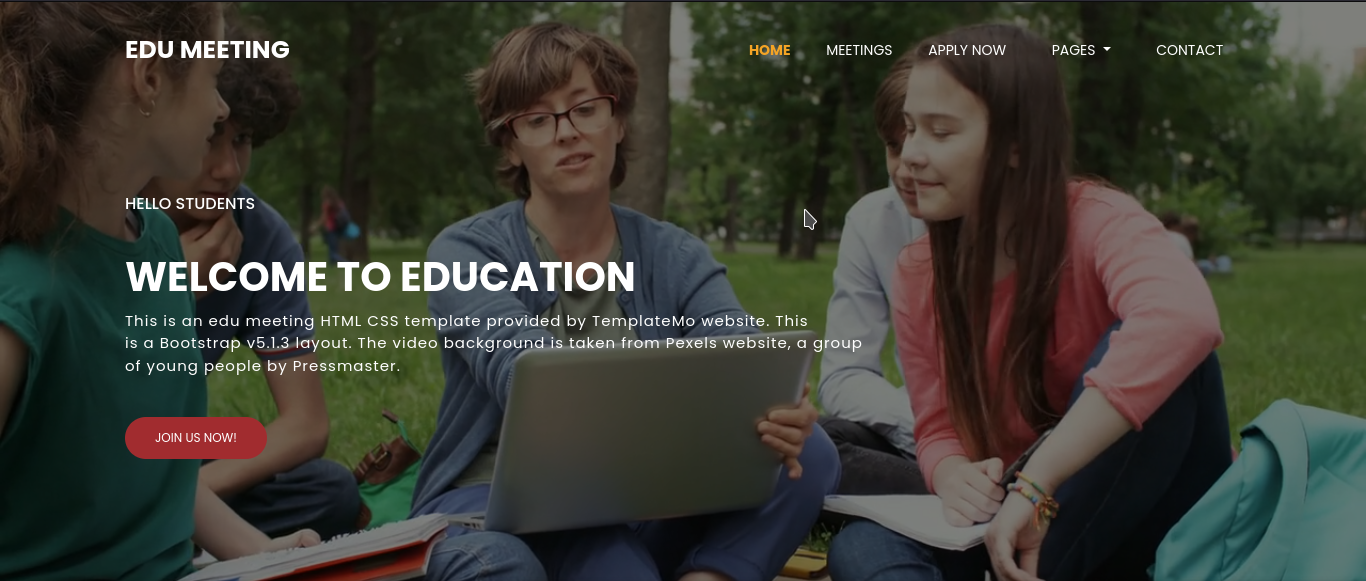 EDU MEETING
HOME MEETINGS APPLY NOW PAGES CONTACT
HELLO STUDENTS
WELCOME TO EDUCATION
This is an edu meeting HTML CSS template provided by TemplateMo website. This
is a Bootstrap v5.1.3 layout. The video background is taken from Pexels website, a group
of young people by Pressmaster.
JOIN US NOW!